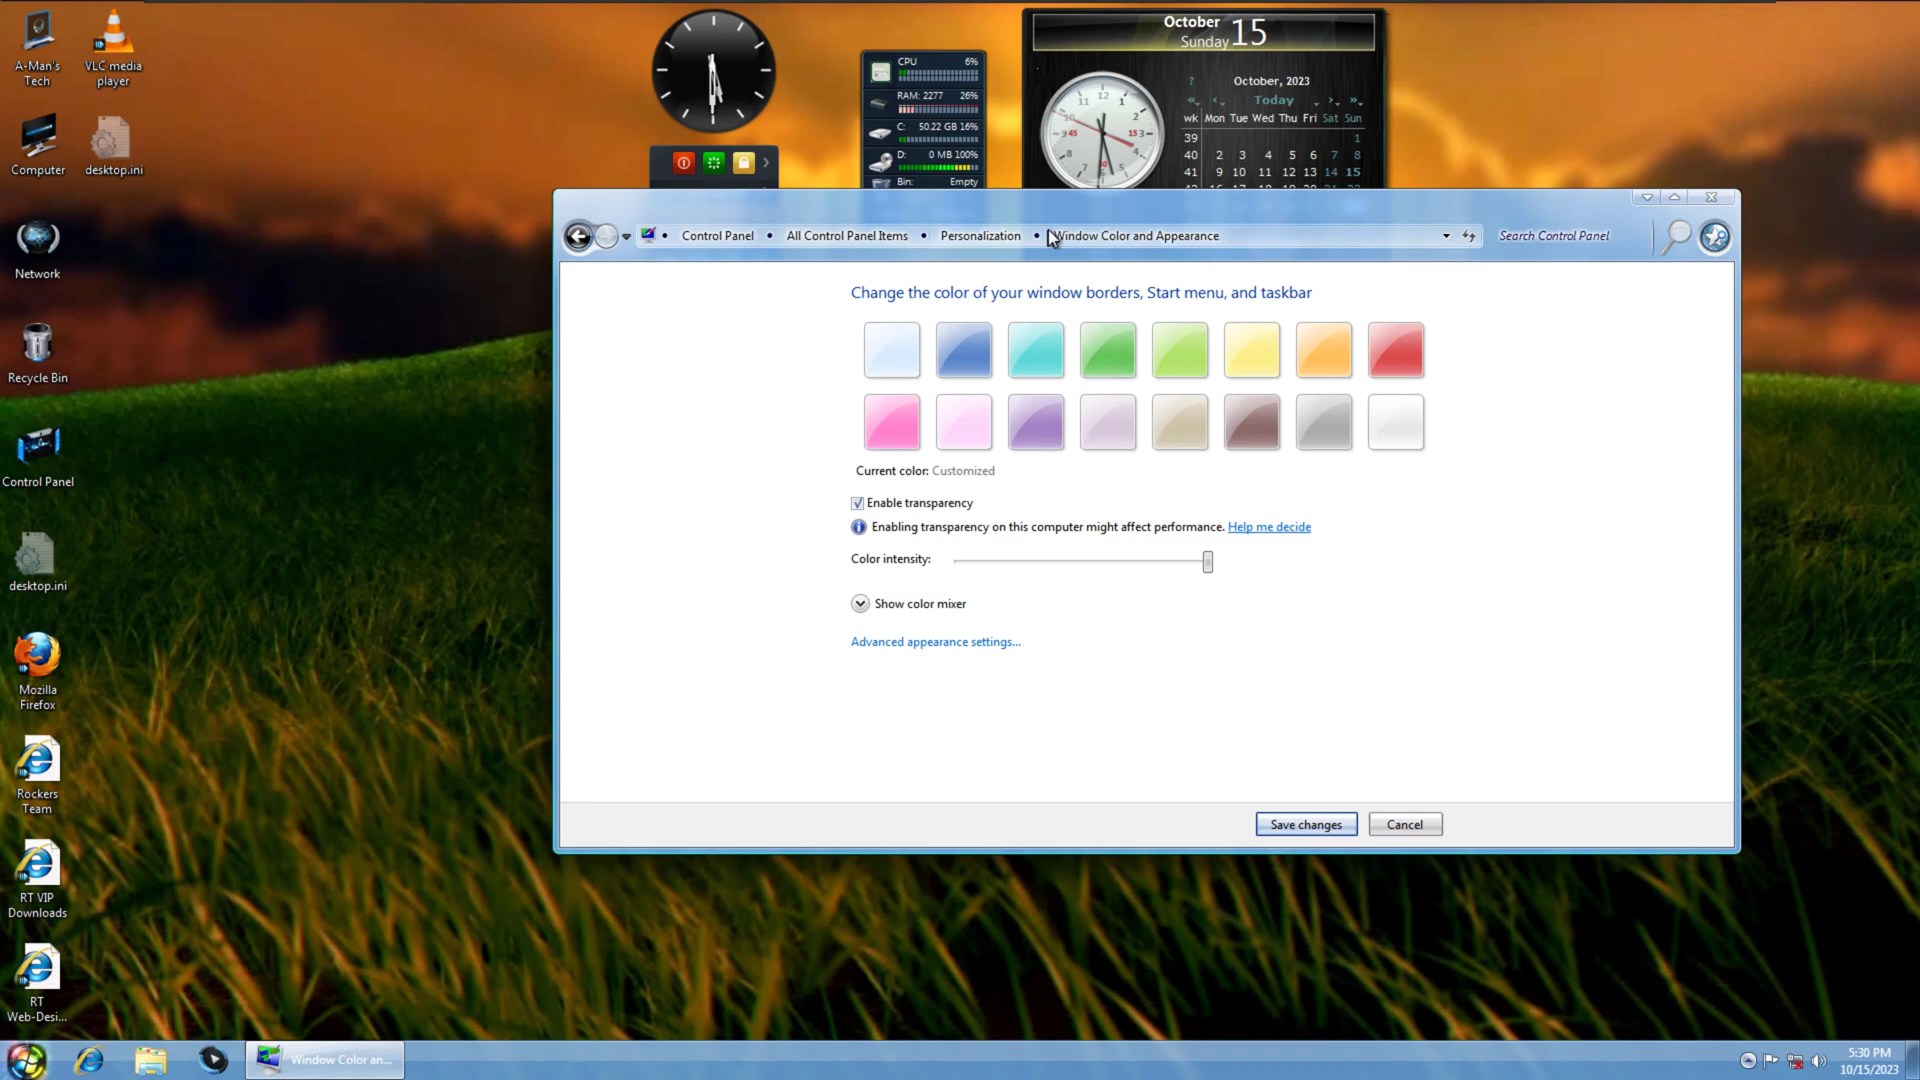 A-Man's
Tech
VLC media
player
Computer
desktop.ini
Network
Recycle Bin
Control Panel
desktop.ini
Mozilla
Firefox
Rockers
Team
RT VIP
Downloads
RT
Web-Desi...
CPU 6%
RAM: 2277 26%
C: 50.22 GB 16%
D: 0 MB 100%
Bin: Empty
October
Sunday 15
October, 2023
? « ‹ Today › »
wk Mon Tue Wed Thu Fri Sat Sun
39 1
40 2 3 4 5 6 7 8
41 9 10 11 12 13 14 15
Control Panel • All Control Panel Items • Personalization • Window Color and Appearance
Search Control Panel
Change the color of your window borders, Start menu, and taskbar
Current color: Customized
Enable transparency
Enabling transparency on this computer might affect performance. Help me decide
Color intensity:
Show color mixer
Advanced appearance settings...
Save changes
Cancel
Window Color an...
5:30 PM
10/15/2023